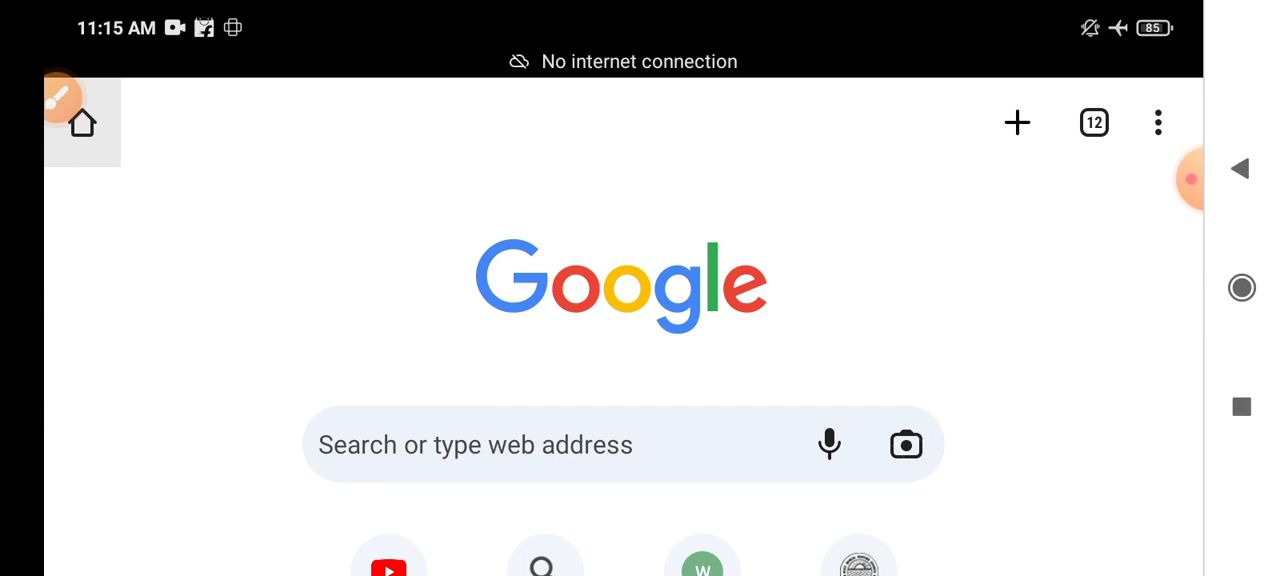 11:15 AM
85
No internet connection
12
Google
Search or type web address
W